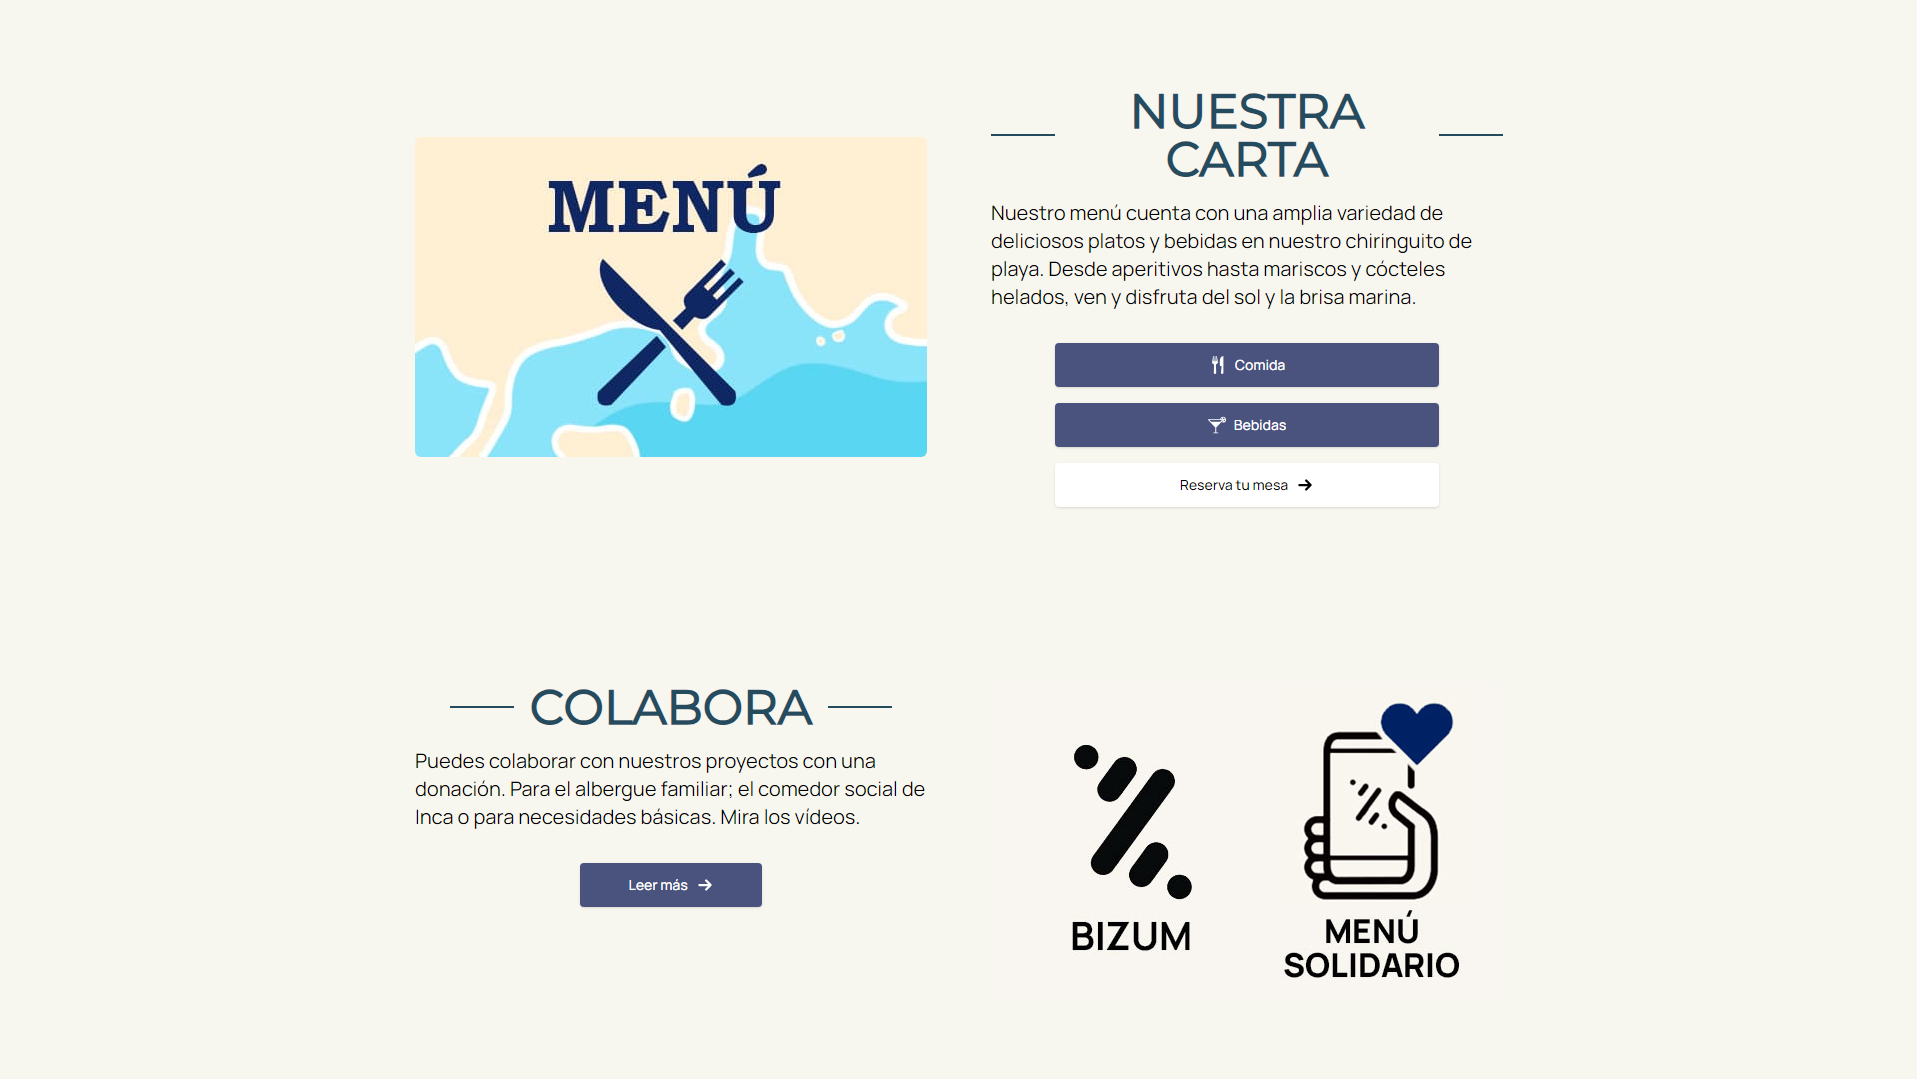 MENÚ
NUESTRA
CARTA
Nuestro menú cuenta con una amplia variedad de
deliciosos platos y bebidas en nuestro chiringuito de
playa. Desde aperitivos hasta mariscos y cócteles
helados, ven y disfruta del sol y la brisa marina.
Comida
Bebidas
Reserva tu mesa
COLABORA
Puedes colaborar con nuestros proyectos con una
donación. Para el albergue familiar; el comedor social de
Inca o para necesidades básicas. Mira los vídeos.
Leer más
BIZUM
MENÚ
SOLIDARIO